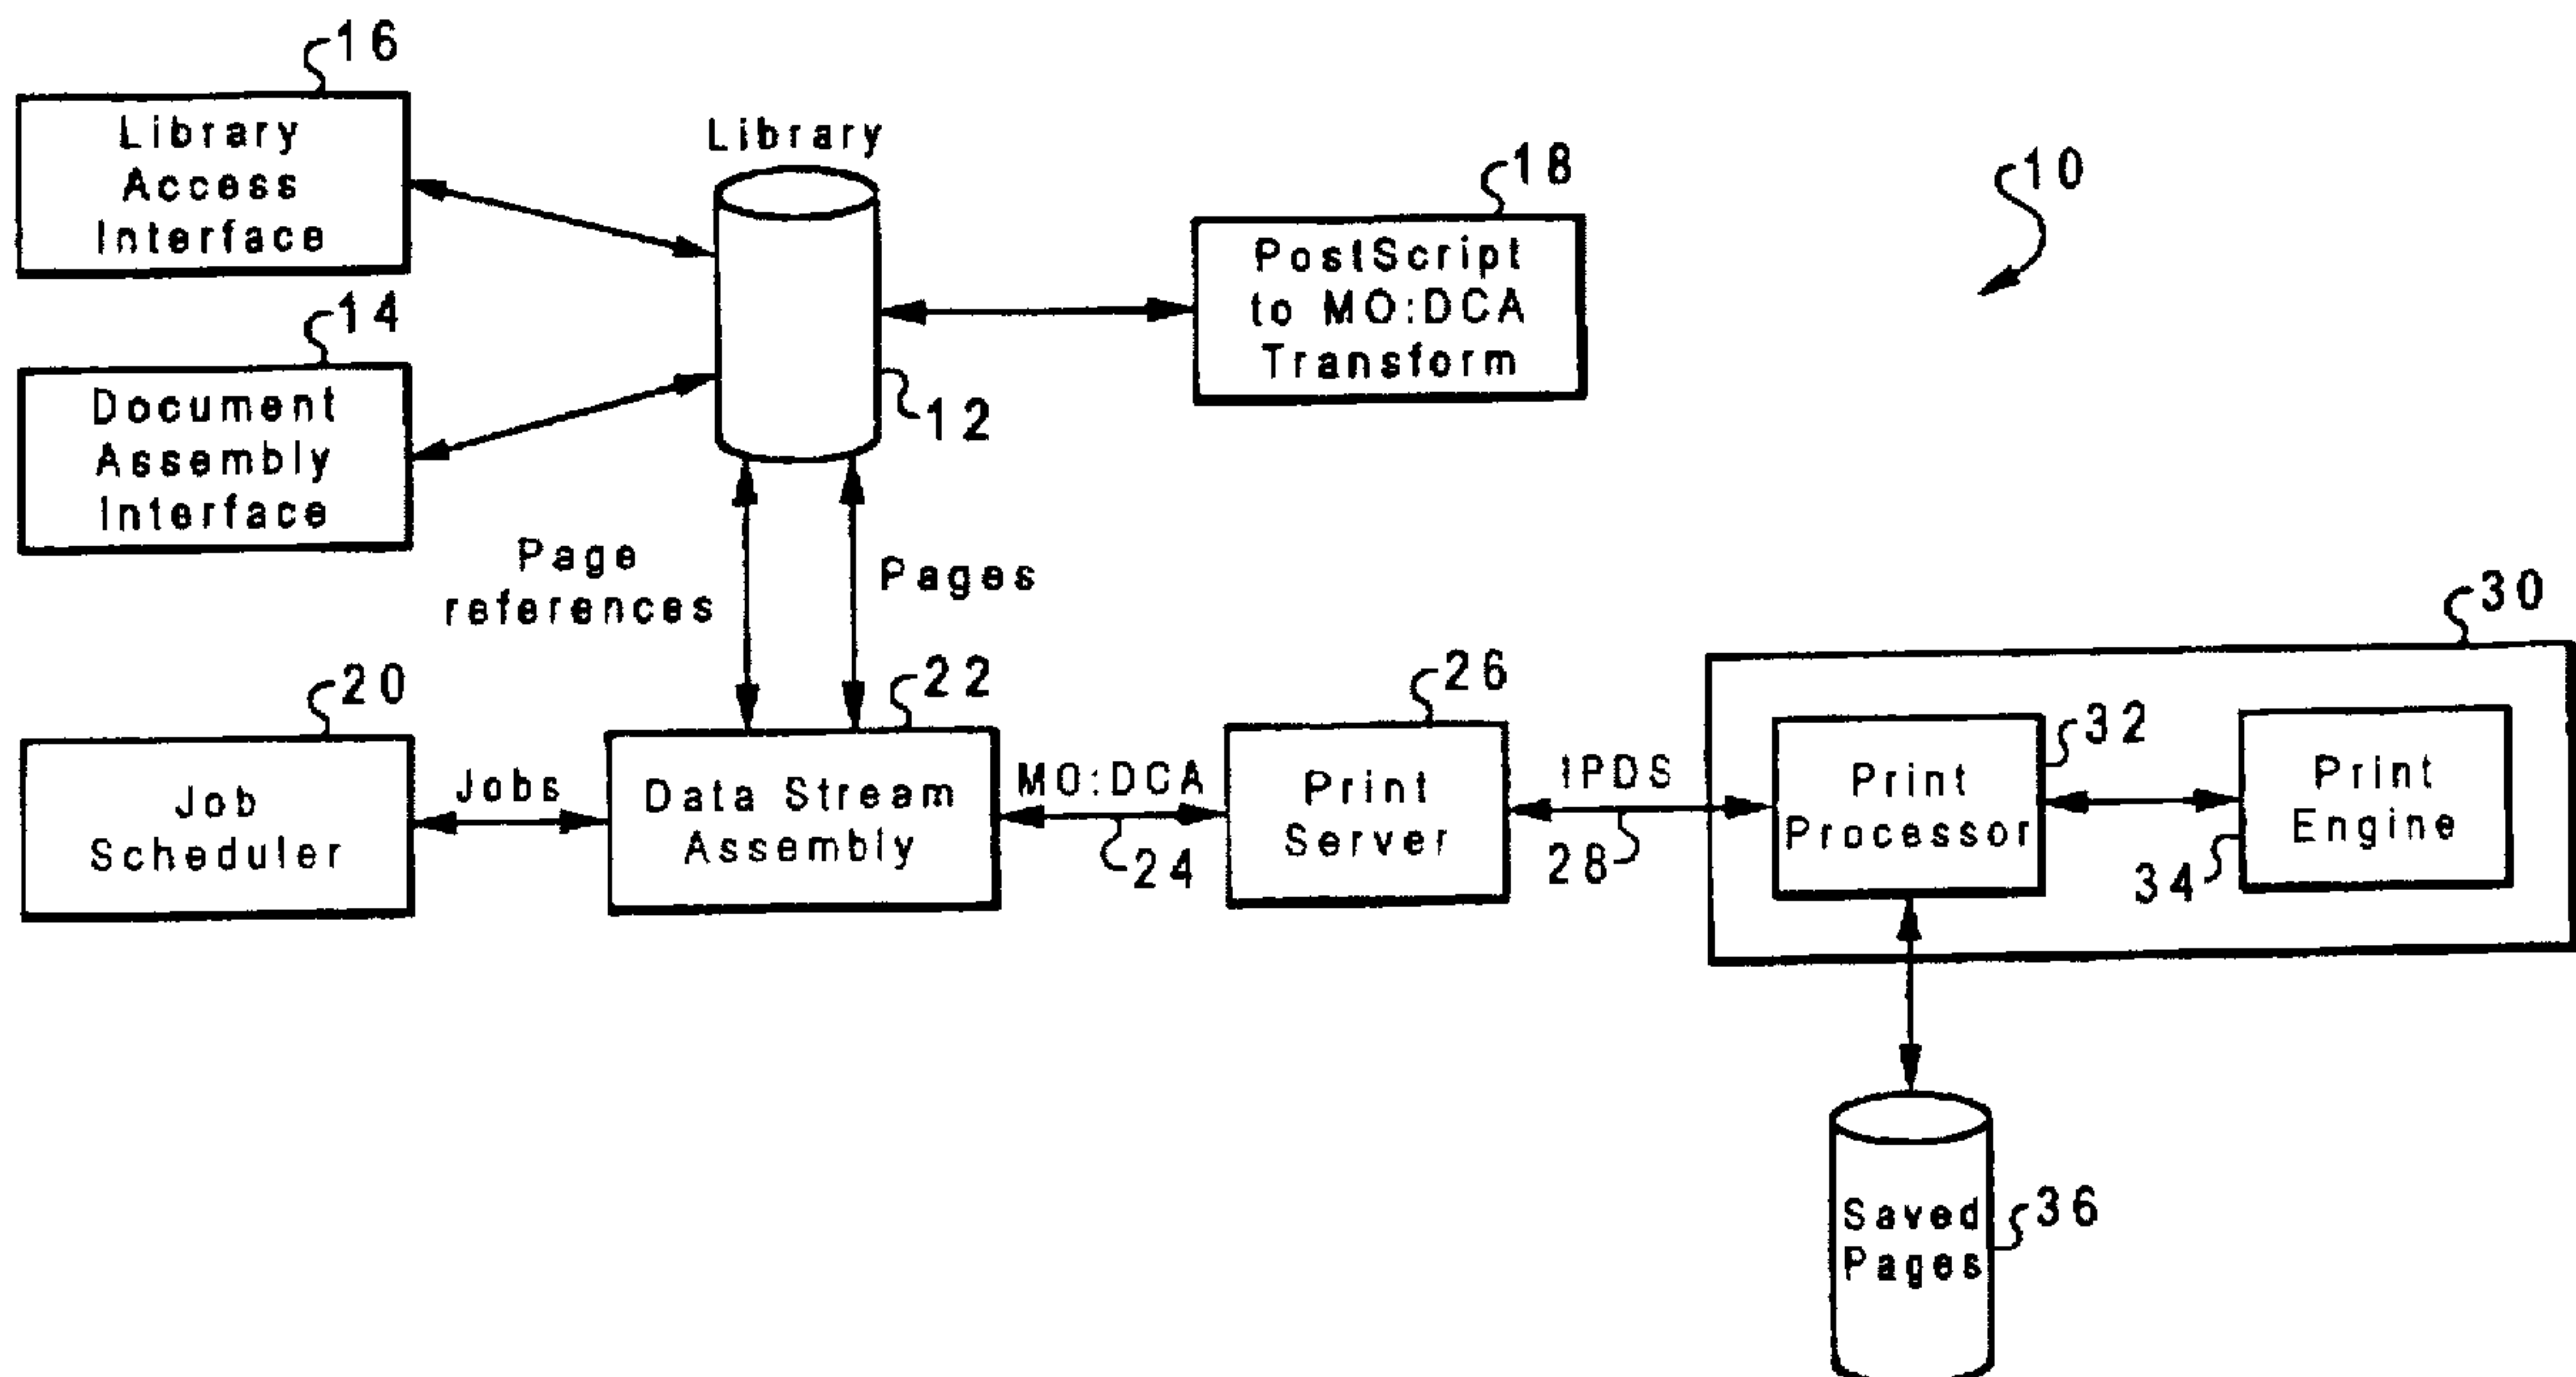 16
Library
Access
Interface
Library
18
PostScript
to MO:DCA
Transform
10
14
Document
Assembly
Interface
12
Page
references
Pages
20
Job
Scheduler
Jobs
22
Data Stream
Assembly
MO:DCA
24
26
Print
Server
IPDS
28
30
32
Print
Processor
34
Print
Engine
36
Saved
Pages